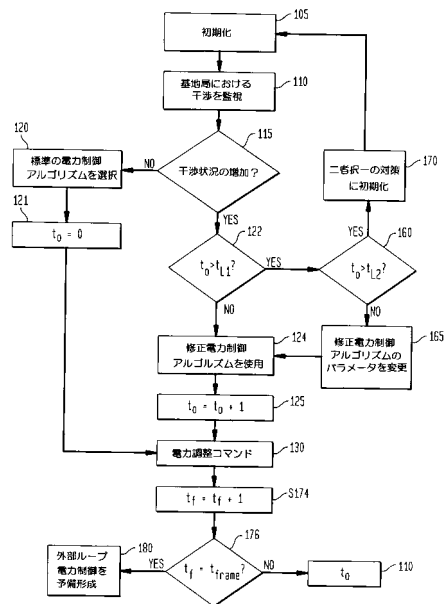 105
初期化
110
基地局における
干渉を監視
120
標準の電力制御
アルゴリズムを選択
115
干渉状況の増加？
NO
YES
170
二者択一の対策
に初期化
121
t0 = 0
122
t0>tL1?
YES
NO
160
t0>tL2?
YES
NO
124
修正電力制御
アルゴルズムを使用
165
修正電力制御
アルゴリズムの
パラメータを変更
125
t0 = t0 + 1
130
電力調整コマンド
S174
tf = tf + 1
176
tf = tframe?
YES
NO
180
外部ループ
電力制御を
予備形成
110
t0